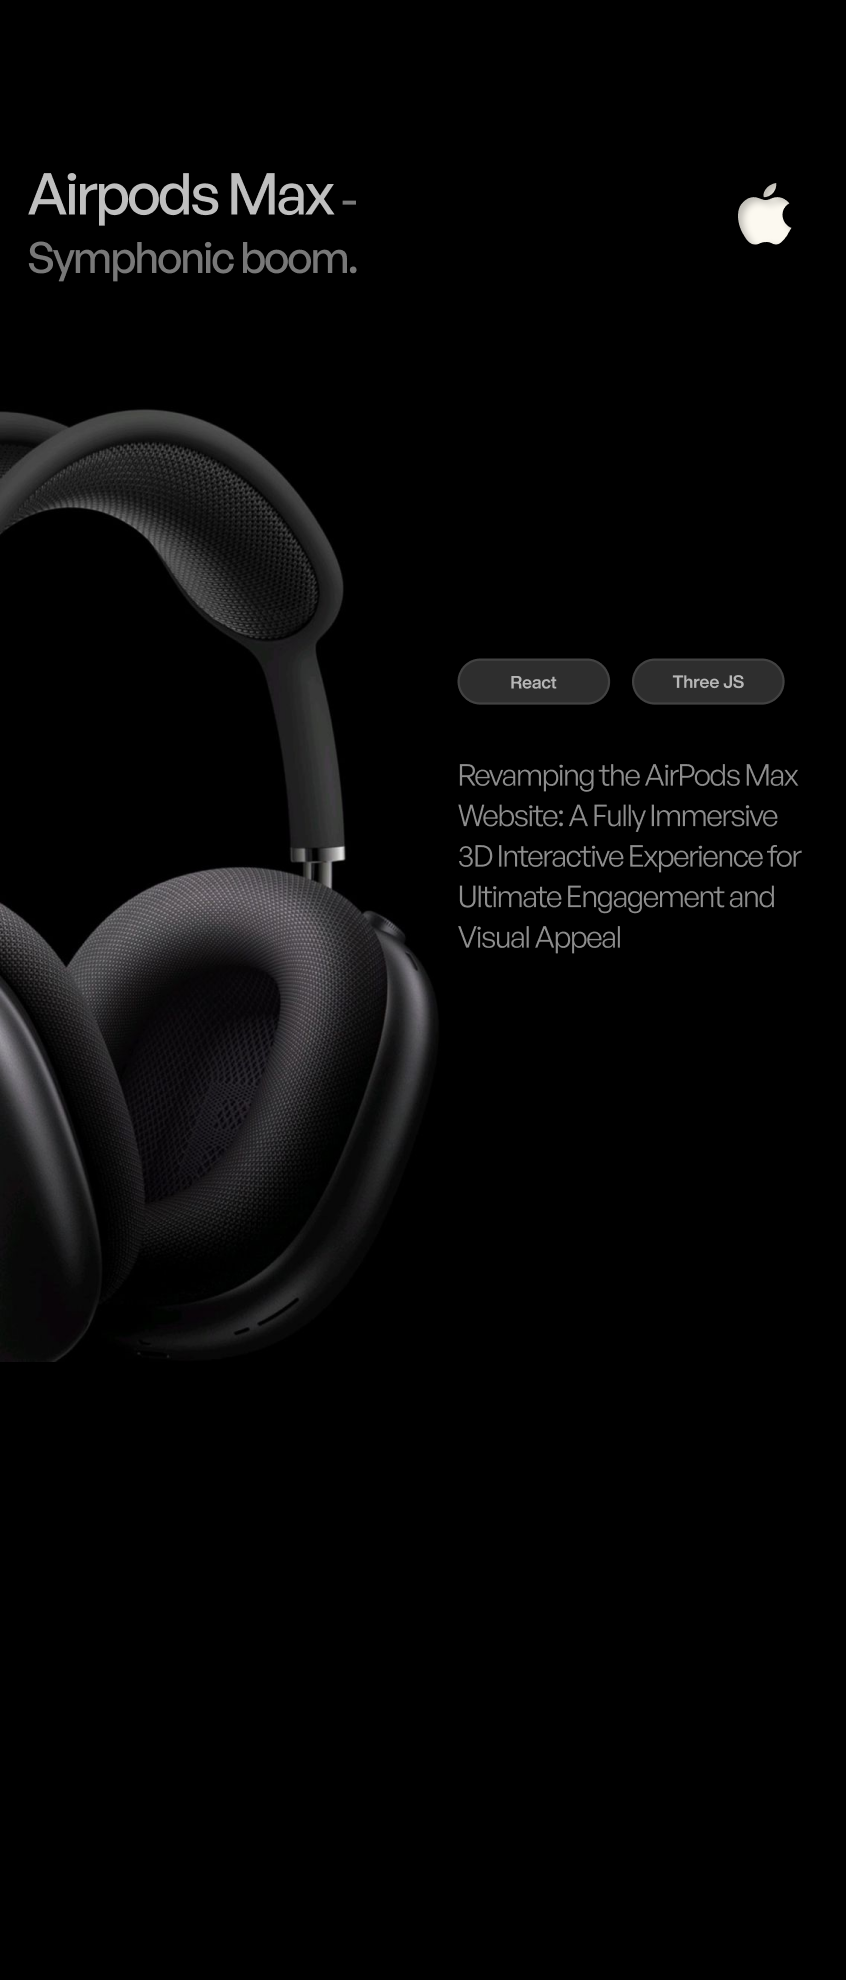 Airpods Max -
Symphonic boom.
React
Three JS
Revamping the AirPods Max
Website: A Fully Immersive
3D Interactive Experience for
Ultimate Engagement and
Visual Appeal